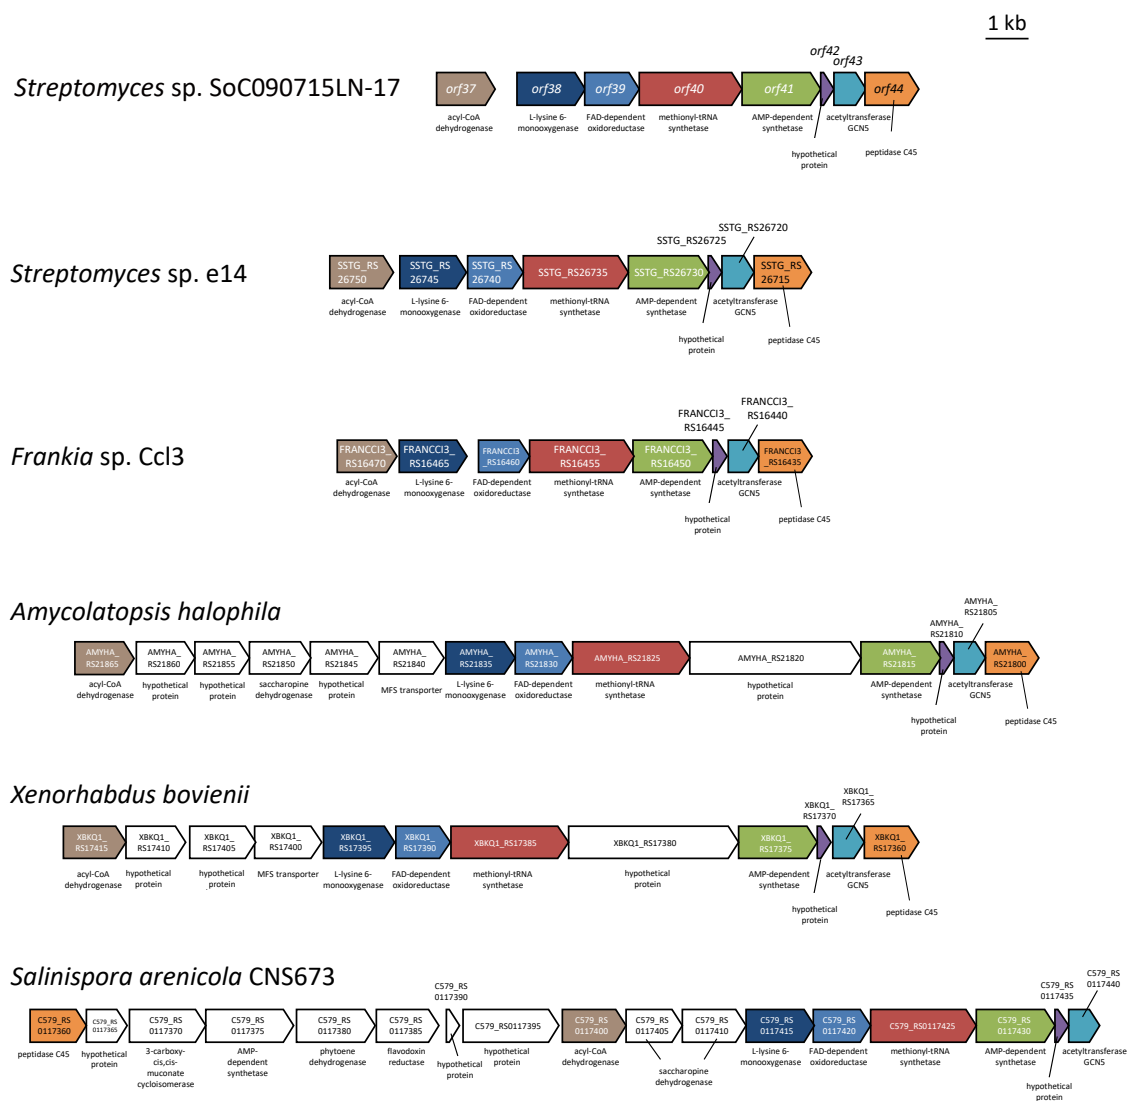 1 kb
orf42
orf43
Streptomyces sp. SoC090715LN-17
orf37
orf38
orf39
orf40
orf41
orf44
acyl-CoA
dehydrogenase
L-lysine 6-
monooxygenase
FAD-dependent
oxidoreductase
methionyl-tRNA
synthetase
AMP-dependent
synthetase
acetyltransferase
GCN5
hypothetical
protein
peptidase C45
SSTG_RS26720
SSTG_RS26725
Streptomyces sp. e14
SSTG_RS
26750
SSTG_RS
26745
SSTG_RS
26740
SSTG_RS26735
SSTG_RS26730
SSTG_RS
26715
acyl-CoA
dehydrogenase
L-lysine 6-
monooxygenase
FAD-dependent
oxidoreductase
methionyl-tRNA
synthetase
AMP-dependent
synthetase
acetyltransferase
GCN5
hypothetical
protein
peptidase C45
FRANCCI3_
RS16440
FRANCCI3_
RS16445
Frankia sp. CcI3
FRANCCI3_
RS16470
FRANCCI3_
RS16465
FRANCCI3
_RS16460
FRANCCI3_
RS16455
FRANCCI3_
RS16450
FRANCCI3
_RS16435
acyl-CoA
dehydrogenase
L-lysine 6-
monooxygenase
FAD-dependent
oxidoreductase
methionyl-tRNA
synthetase
AMP-dependent
synthetase
acetyltransferase
GCN5
hypothetical
protein
peptidase C45
Amycolatopsis halophila
AMYHA_
RS21805
AMYHA_
RS21810
AMYHA_
RS21865
AMYHA_
RS21860
AMYHA_
RS21855
AMYHA_
RS21850
AMYHA_
RS21845
AMYHA_
RS21840
AMYHA_
RS21835
AMYHA_
RS21830
AMYHA_RS21825
AMYHA_RS21820
AMYHA_
RS21815
AMYHA_
RS21800
acyl-CoA
dehydrogenase
hypothetical
protein
hypothetical
protein
saccharopine
dehydrogenase
hypothetical
protein
MFS transporter
L-lysine 6-
monooxygenase
FAD-dependent
oxidoreductase
methionyl-tRNA
synthetase
hypothetical
protein
AMP-dependent
synthetase
acetyltransferase
GCN5
hypothetical
protein
peptidase C45
Xenorhabdus bovienii
XBKQ1_
RS17365
XBKQ1_
RS17370
XBKQ1_
RS17415
XBKQ1_
RS17410
XBKQ1_
RS17405
XBKQ1_
RS17400
XBKQ1_
RS17395
XBKQ1_
RS17390
XBKQ1_RS17385
XBKQ1_RS17380
XBKQ1_
RS17375
XBKQ1_
RS17360
acyl-CoA
dehydrogenase
hypothetical
protein
hypothetical
protein
MFS transporter
L-lysine 6-
monooxygenase
FAD-dependent
oxidoreductase
methionyl-tRNA
synthetase
hypothetical
protein
AMP-dependent
synthetase
acetyltransferase
GCN5
hypothetical
protein
peptidase C45
Salinispora arenicola CNS673
C579_RS
0117390
C579_RS
0117435
C579_RS
0117440
C579_RS
0117360
C579_RS
0117365
C579_RS
0117370
C579_RS
0117375
C579_RS
0117380
C579_RS
0117385
C579_RS0117395
C579_RS
0117400
C579_RS
0117405
C579_RS
0117410
C579_RS
0117415
C579_RS
0117420
C579_RS0117425
C579_RS
0117430
peptidase C45
hypothetical
protein
3-carboxy-
cis,cis-
muconate
cycloisomerase
AMP-
dependent
synthetase
phytoene
dehydrogenase
flavodoxin
reductase
hypothetical
protein
hypothetical
protein
acyl-CoA
dehydrogenase
saccharopine
dehydrogenase
L-lysine 6-
monooxygenase
FAD-dependent
oxidoreductase
methionyl-tRNA
synthetase
AMP-dependent
synthetase
hypothetical
protein
acetyltransferase
GCN5